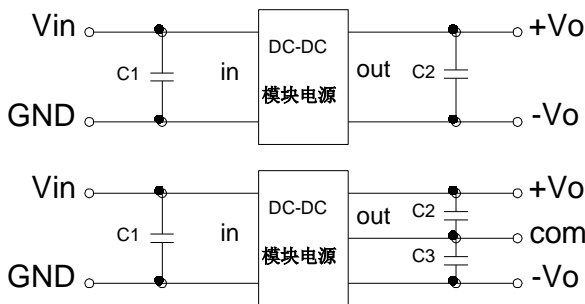 Vin
+Vo
DC-DC
C1
in
out
C2
模块电源
GND
-Vo
Vin
+Vo
DC-DC
out
C2
C1
in
com
模块电源
C3
GND
-Vo